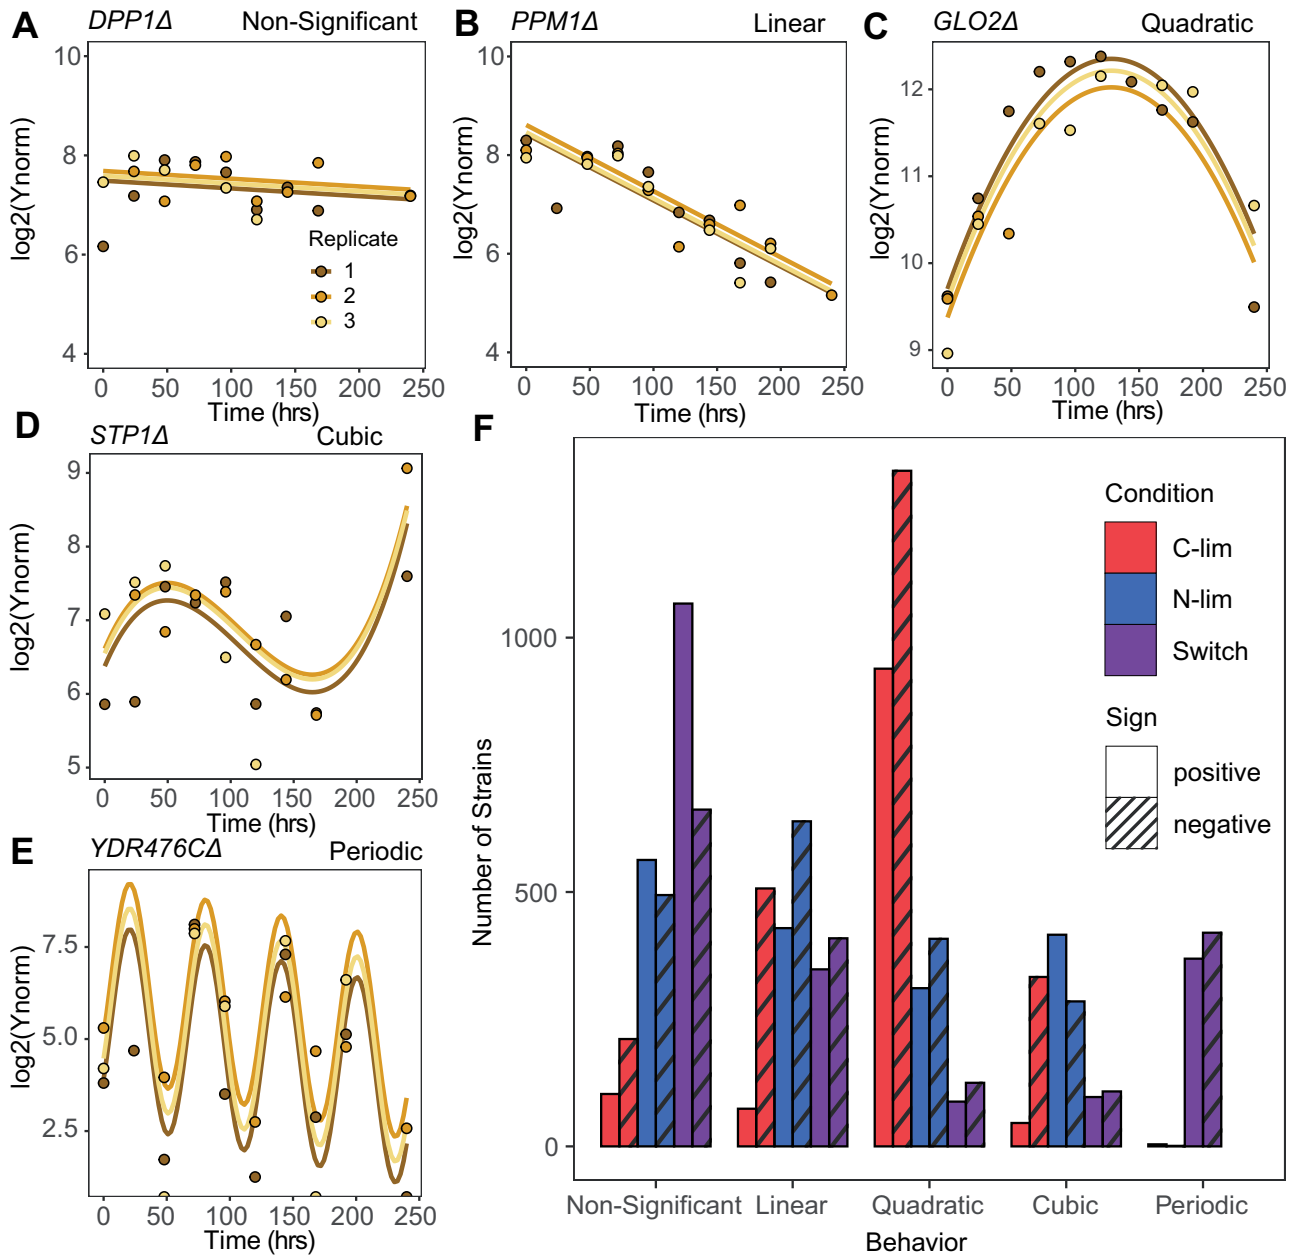 A
DPP1Δ
Non-Significant
10
8
6
4
log2(Ynorm)
Replicate
1
2
3
0
50
100
150
200
250
Time (hrs)
B
PPM1Δ
Linear
10
8
6
4
log2(Ynorm)
0
50
100
150
200
250
Time (hrs)
C
GLO2Δ
Quadratic
12
11
10
9
log2(Ynorm)
0
50
100
150
200
250
Time (hrs)
D
STP1Δ
Cubic
9
8
7
6
5
log2(Ynorm)
0
50
100
150
200
250
Time (hrs)
E
YDR476CΔ
Periodic
7.5
5.0
2.5
log2(Ynorm)
0
50
100
150
200
250
Time (hrs)
F
1000
500
0
Number of Strains
Condition
C-lim
N-lim
Switch
Sign
positive
negative
Non-Significant
Linear
Quadratic
Cubic
Periodic
Behavior